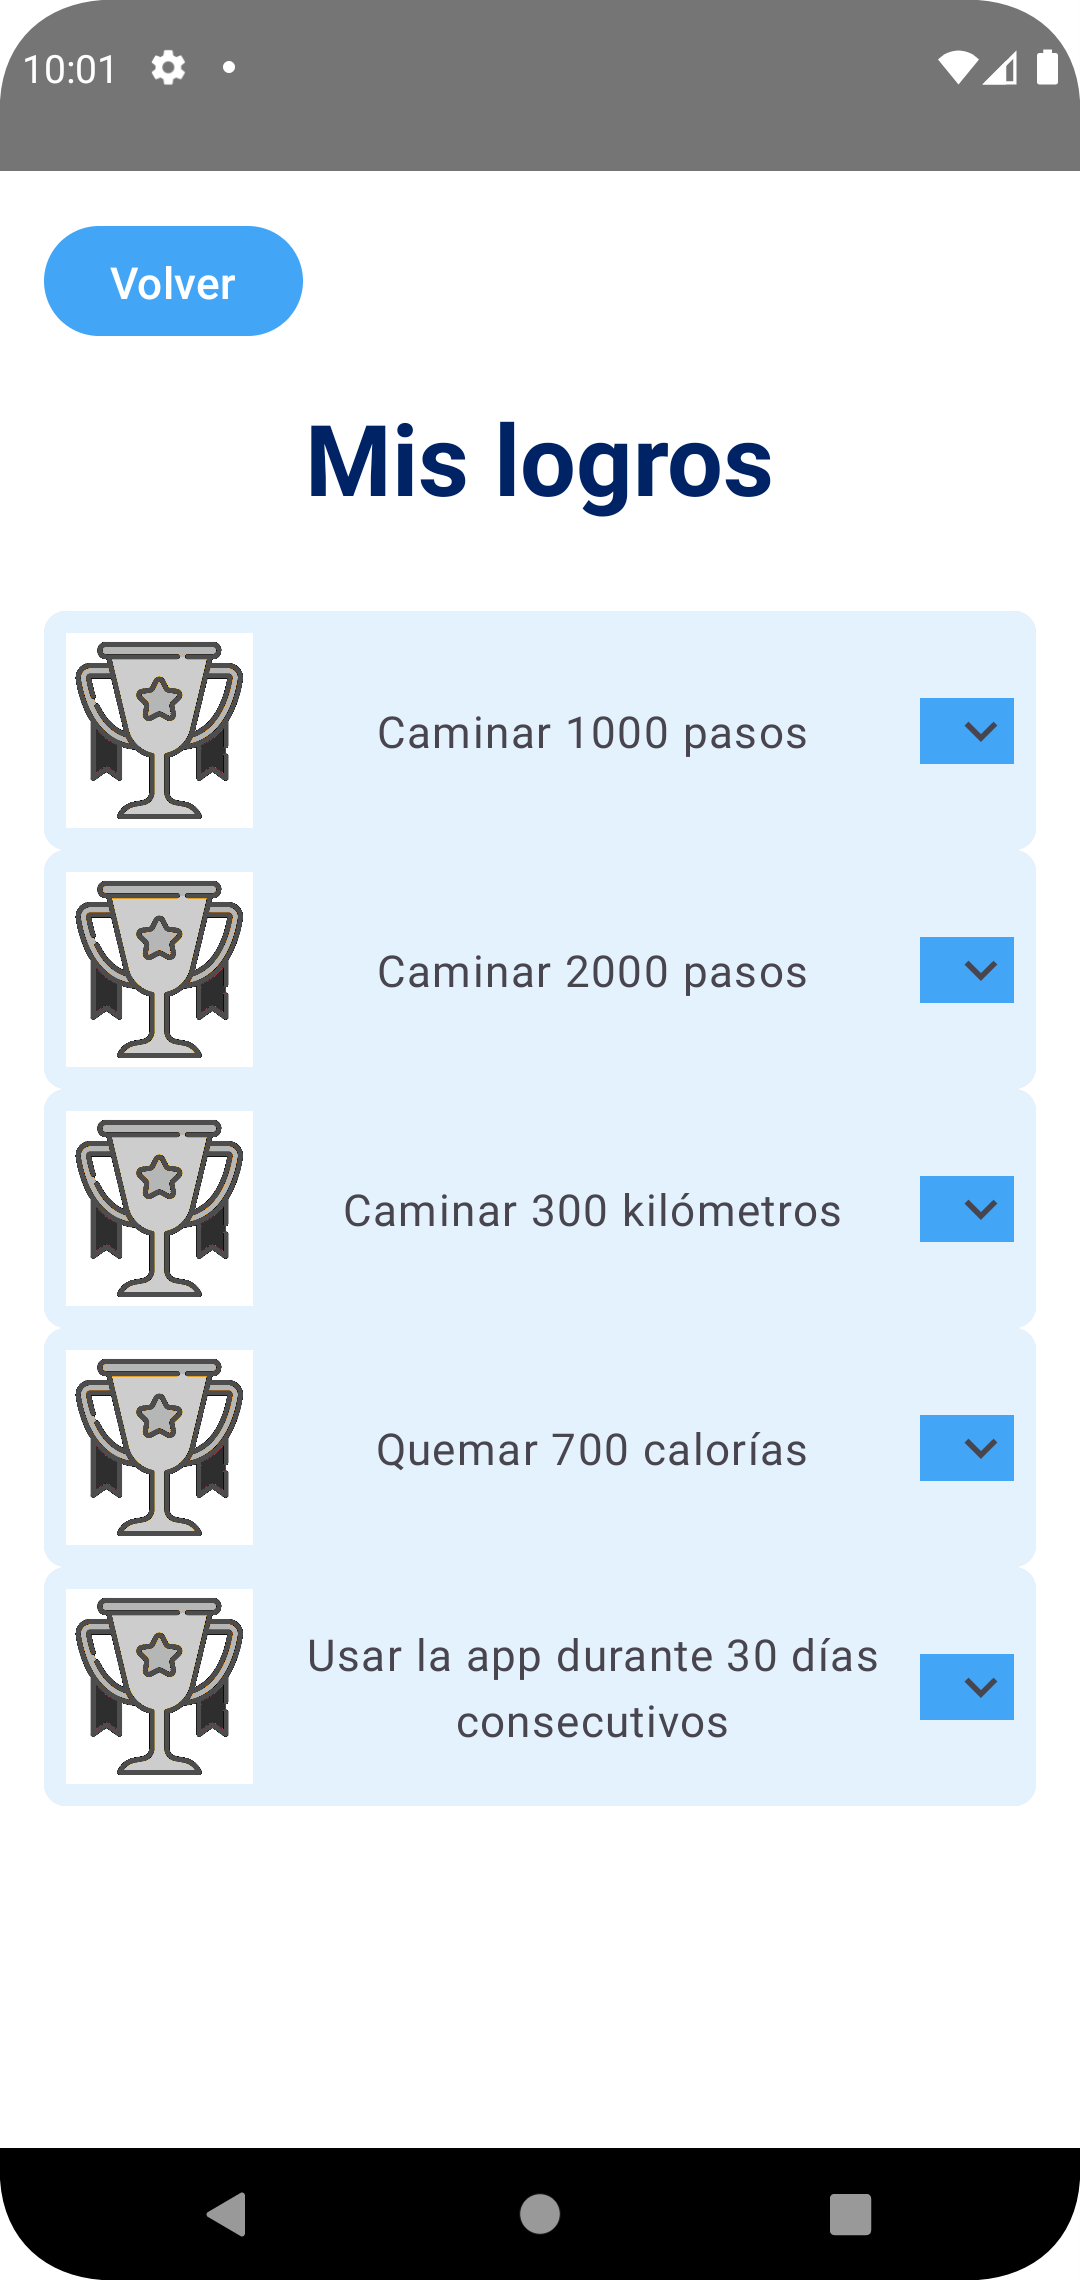 10:01
Volver
Mis logros
Caminar 1000 pasos
Caminar 2000 pasos
Caminar 300 kilómetros
Quemar 700 calorías
Usar la app durante 30 días
consecutivos